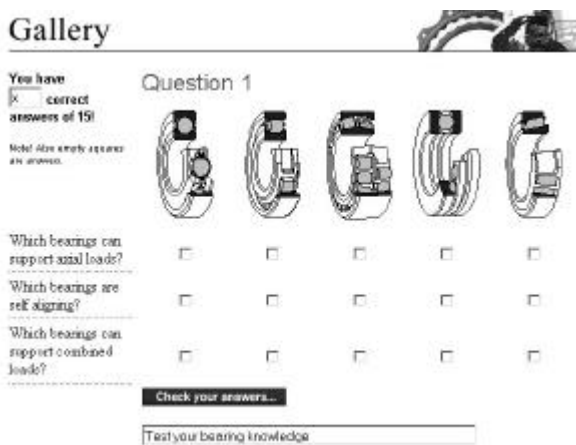 Gallery
You have
x correct
answers of 15!
Note! Also empty squares
are answers.
Question 1
Which bearings can
support axial loads?
Which bearings are
self aligning?
Which bearings can
support combined
loads?
Check your answers...
Test your bearing knowledge